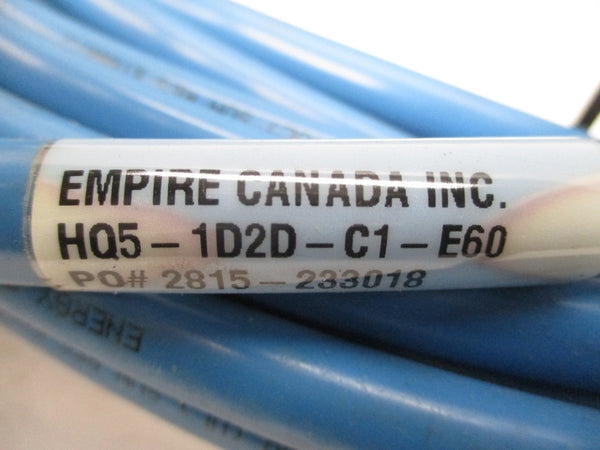 EMPIRE CANADA INC.
HQ5-1D2D-C1-E60
PO# 2815-233018